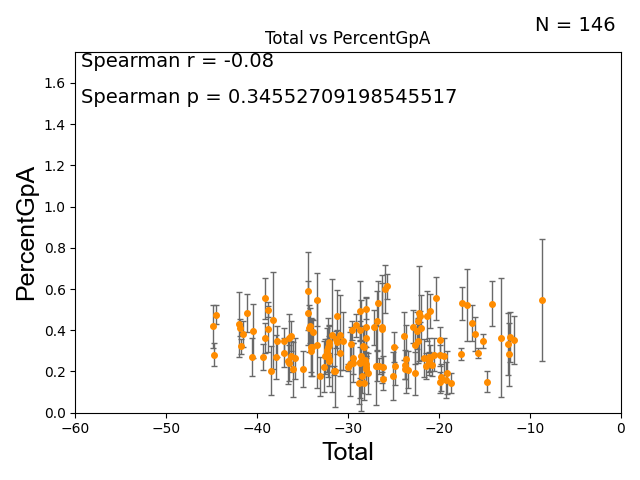 N = 146
Total vs PercentGpA
Spearman r = -0.08
Spearman p = 0.34552709198545517
PercentGpA
1.6
1.4
1.2
1.0
0.8
0.6
0.4
0.2
0.0
−60 −50 −40 −30 −20 −10 0
Total